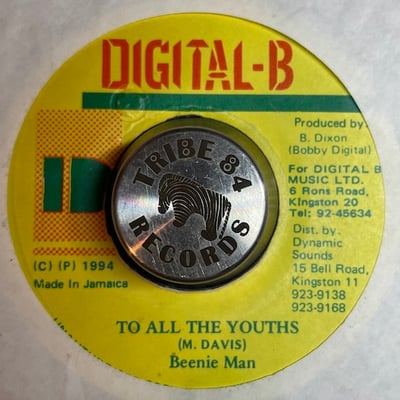 DIGITAL-B
Produced by
B. Dixon
(Bobby Digital)
For DIGITAL B
MUSIC LTD.
6 Rons Road,
Kingston 20
Tel: 92-45634
Dist. by
Dynamic
Sounds
15 Bell Road,
Kingston 11
923-9138
923-9168
TRIBE 84
RECORDS
(C) (P) 1994
Made in Jamaica
TO ALL THE YOUTHS
(M. DAVIS)
Beenie Man